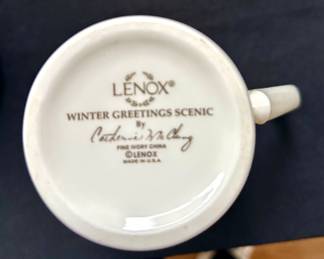 LENOX®
WINTER GREETINGS SCENIC
By
Catherine McClung
FINE IVORY CHINA
©LENOX
MADE IN U.S.A.